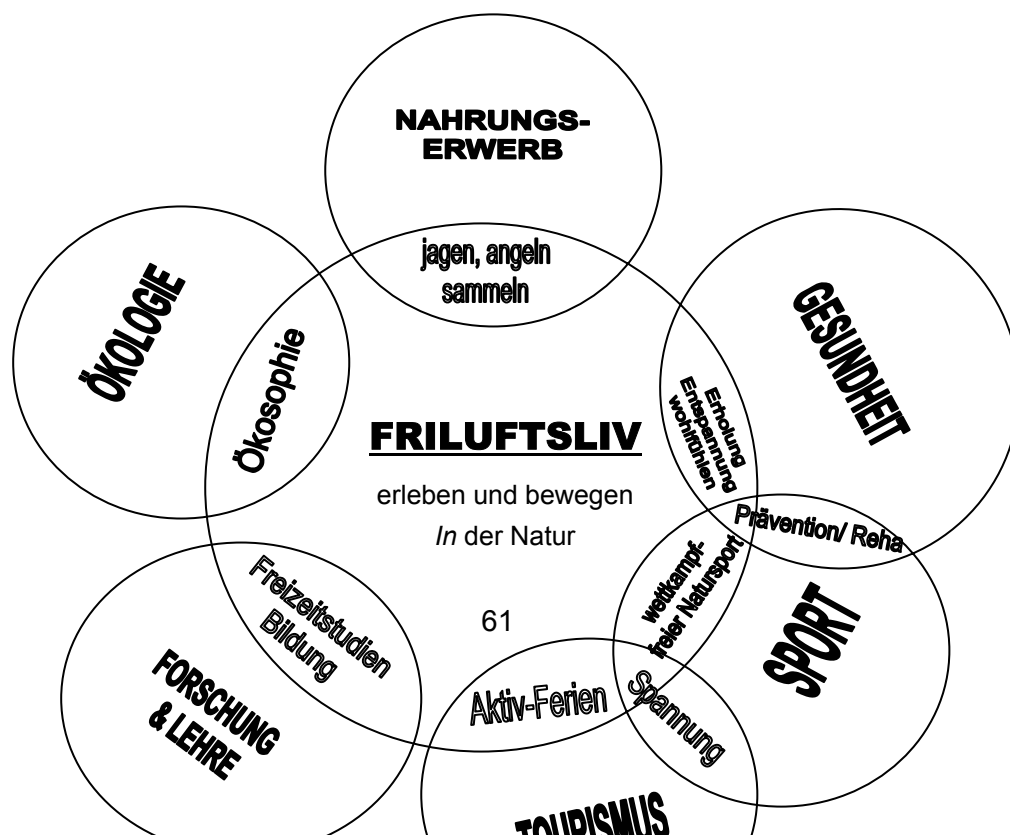 NAHRUNGS-
ERWERB
jagen, angeln
sammeln
ÖKOLOGIE
Ökosophie
GESUNDHEIT
Erholung
Entspannung
wohlfühlen
FRILUFTSLIV
erleben und bewegen
In der Natur
Prävention/ Reha
wettkampf-
freier Natursport
SPORT
Freizeitstudien
Bildung
61
FORSCHUNG
& LEHRE
Aktiv-Ferien
Spannung
TOURISMUS